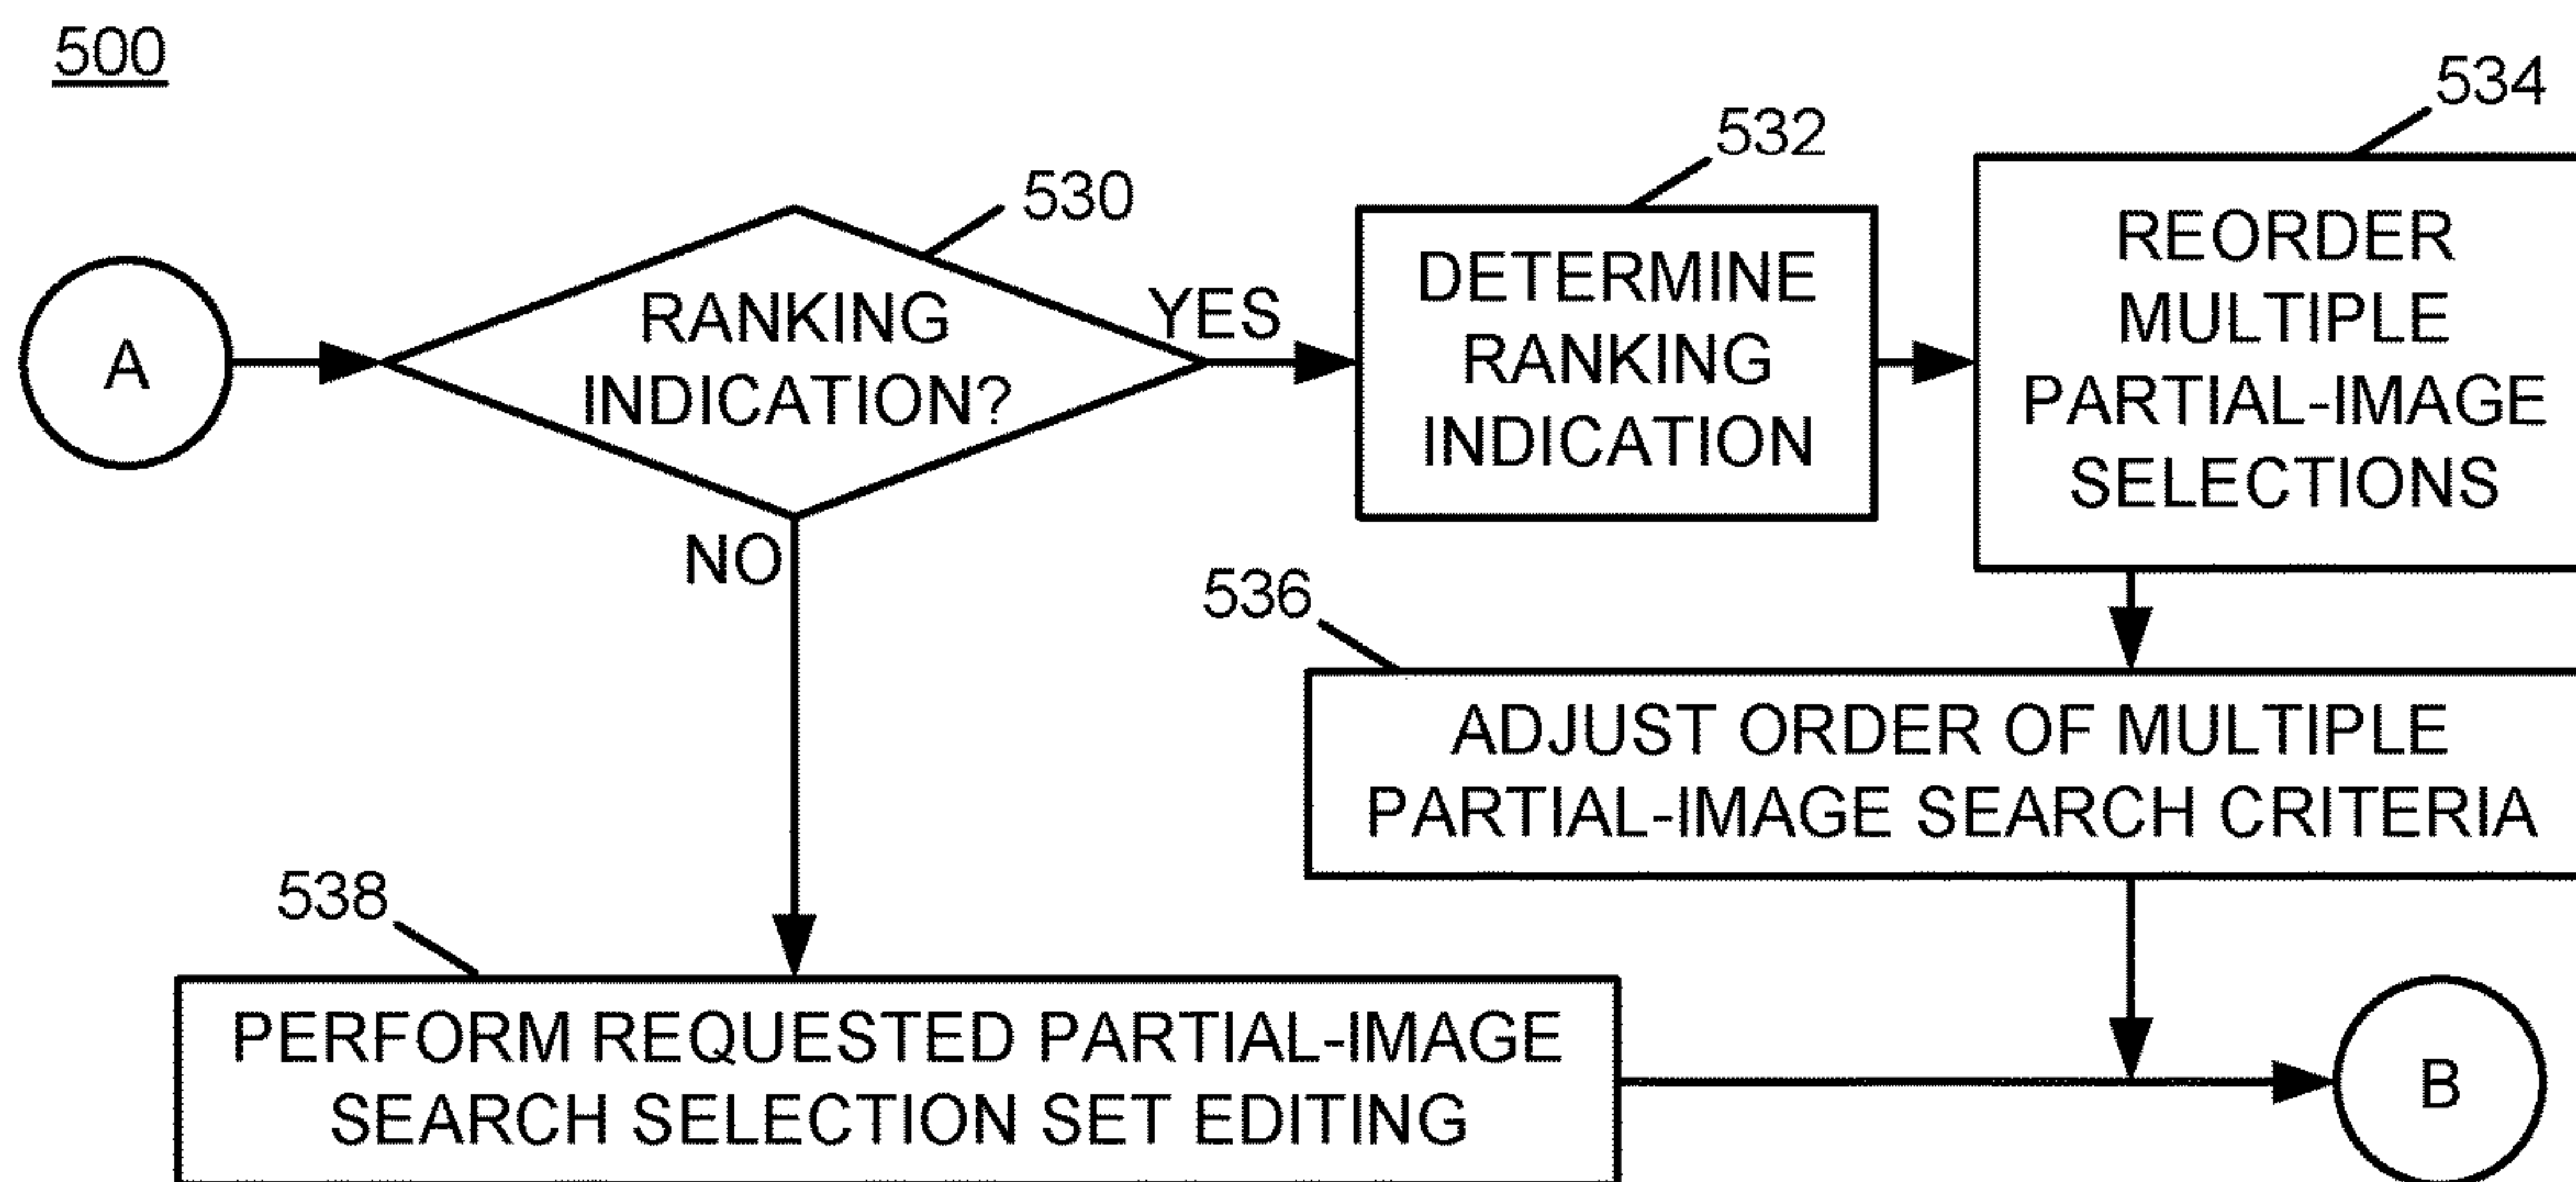 500
534
532
530
A
RANKING
INDICATION?
YES
DETERMINE
RANKING
INDICATION
REORDER
MULTIPLE
PARTIAL-IMAGE
SELECTIONS
NO
536
ADJUST ORDER OF MULTIPLE
PARTIAL-IMAGE SEARCH CRITERIA
538
PERFORM REQUESTED PARTIAL-IMAGE
SEARCH SELECTION SET EDITING
B